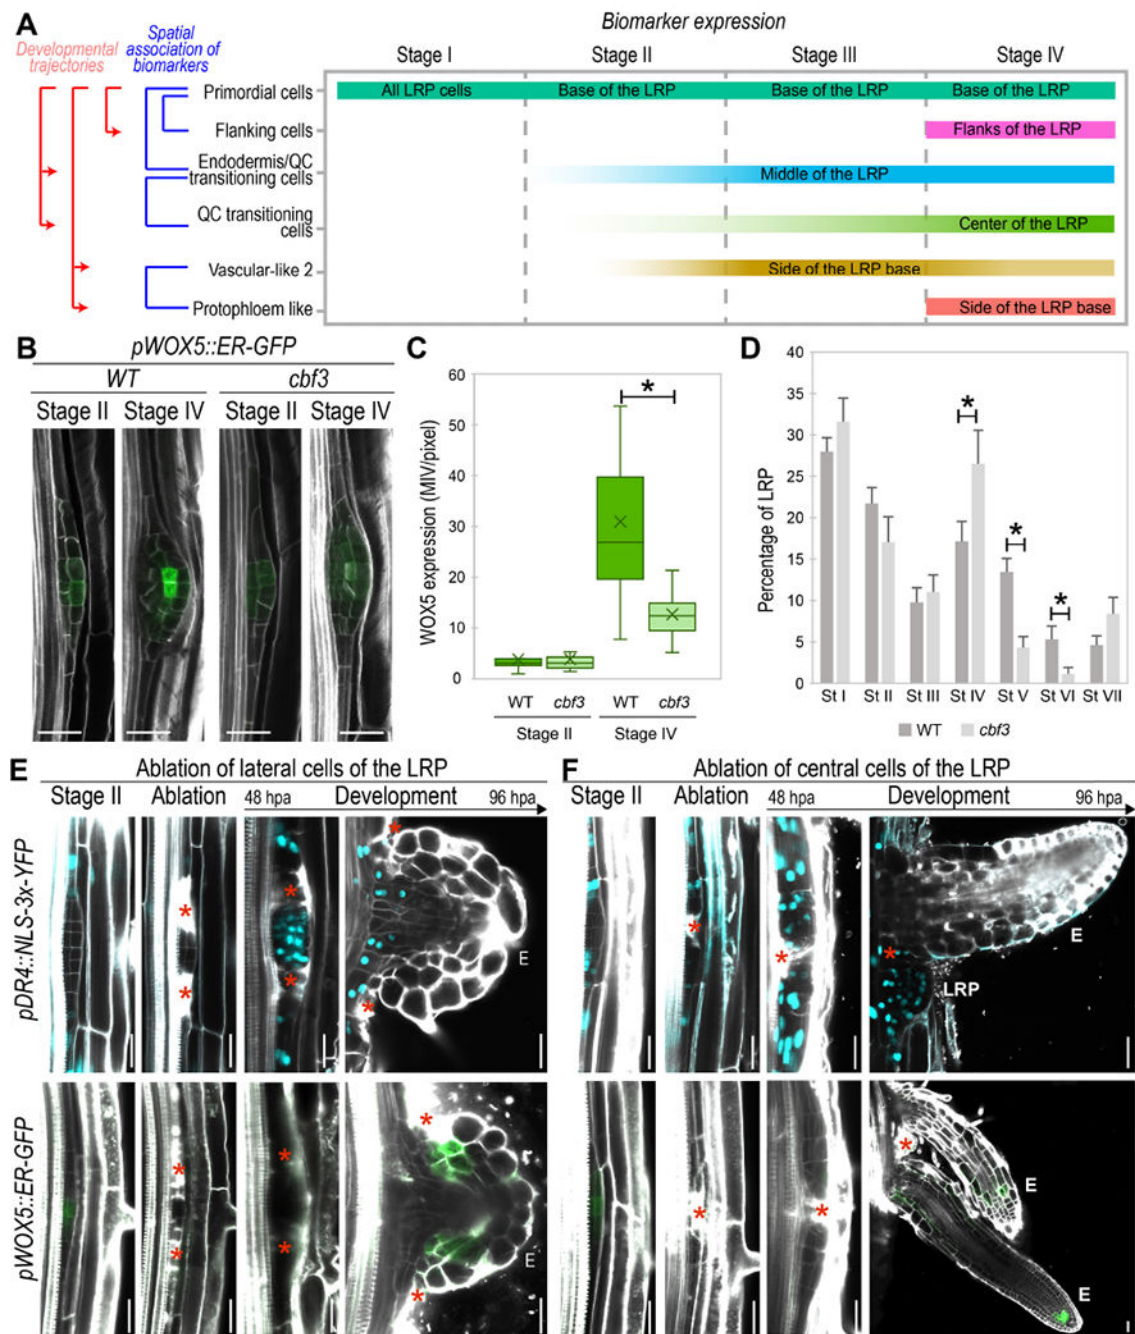 A
Biomarker expression
Developmental
trajectories
Spatial
association of
biomarkers
Stage I
Stage II
Stage III
Stage IV
Primordial cells
All LRP cells
Base of the LRP
Base of the LRP
Base of the LRP
Flanking cells
Flanks of the LRP
Endodermis/QC
transitioning cells
Middle of the LRP
QC transitioning
cells
Center of the LRP
Vascular-like 2
Side of the LRP base
Protophloem like
Side of the LRP base
B
pWOX5::ER-GFP
WT
cbf3
Stage II
Stage IV
Stage II
Stage IV
C
WOX5 expression (MIV/pixel)
60
50
40
30
20
10
0
*
WT
cbf3
WT
cbf3
Stage II
Stage IV
D
Percentage of LRP
40
35
30
25
20
15
10
5
0
*
*
*
St I
St II
St III
St IV
St V
St VI
St VII
WT
cbf3
E
Ablation of lateral cells of the LRP
Stage II
Ablation
48 hpa
Development
96 hpa
pDR4::NLS-3x-YFP
*
*
*
*
*
*
E
pWOX5::ER-GFP
*
*
*
*
*
*
E
F
Ablation of central cells of the LRP
Stage II
Ablation
48 hpa
Development
96 hpa
*
*
*
E
LRP
*
*
*
E
E